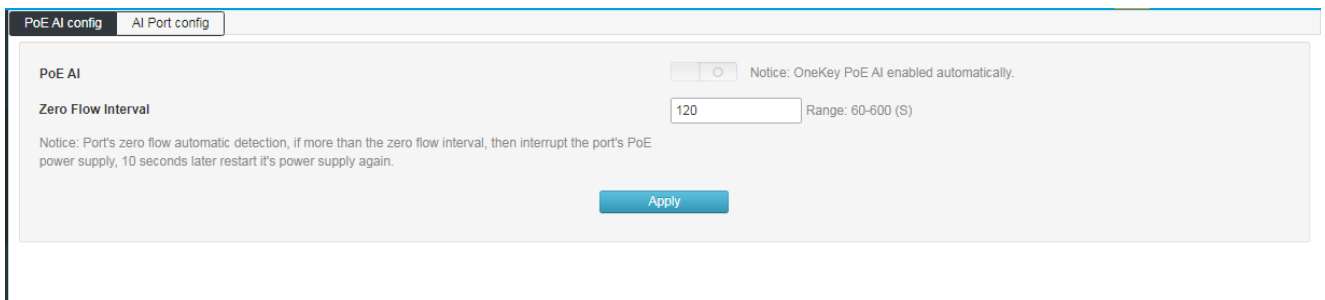 PoE AI config AI Port config
PoE AI Notice: OneKey PoE AI enabled automatically.
Zero Flow Interval 120 Range: 60-600 (S)
Notice: Port's zero flow automatic detection, if more than the zero flow interval, then interrupt the port's PoE
power supply, 10 seconds later restart it's power supply again.
Apply